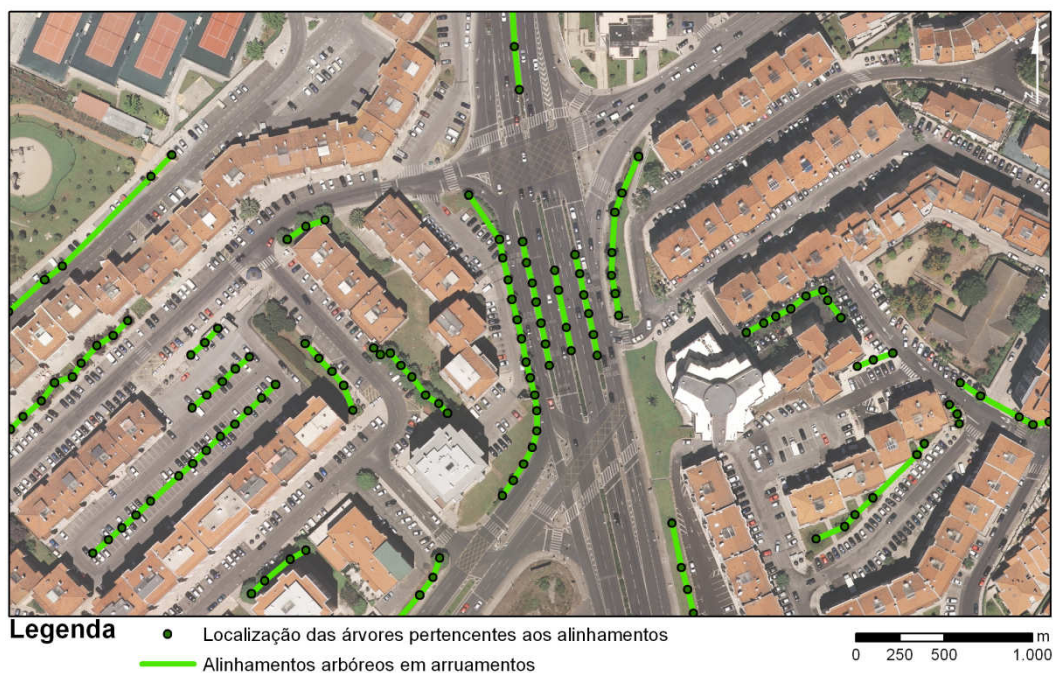 Legenda
Localização das árvores pertencentes aos alinhamentos
Alinhamentos arbóreos em arruamentos
m
0 250 500 1.000